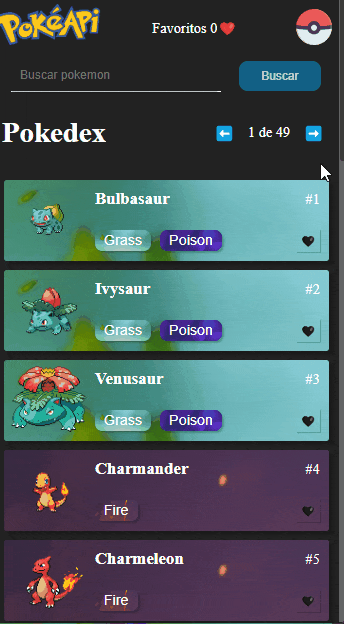 PokéApi
Favoritos 0
Buscar pokemon
Buscar
Pokedex
1 de 49
Bulbasaur #1
Grass Poison
Ivysaur #2
Grass Poison
Venusaur #3
Grass Poison
Charmander #4
Fire
Charmeleon #5
Fire